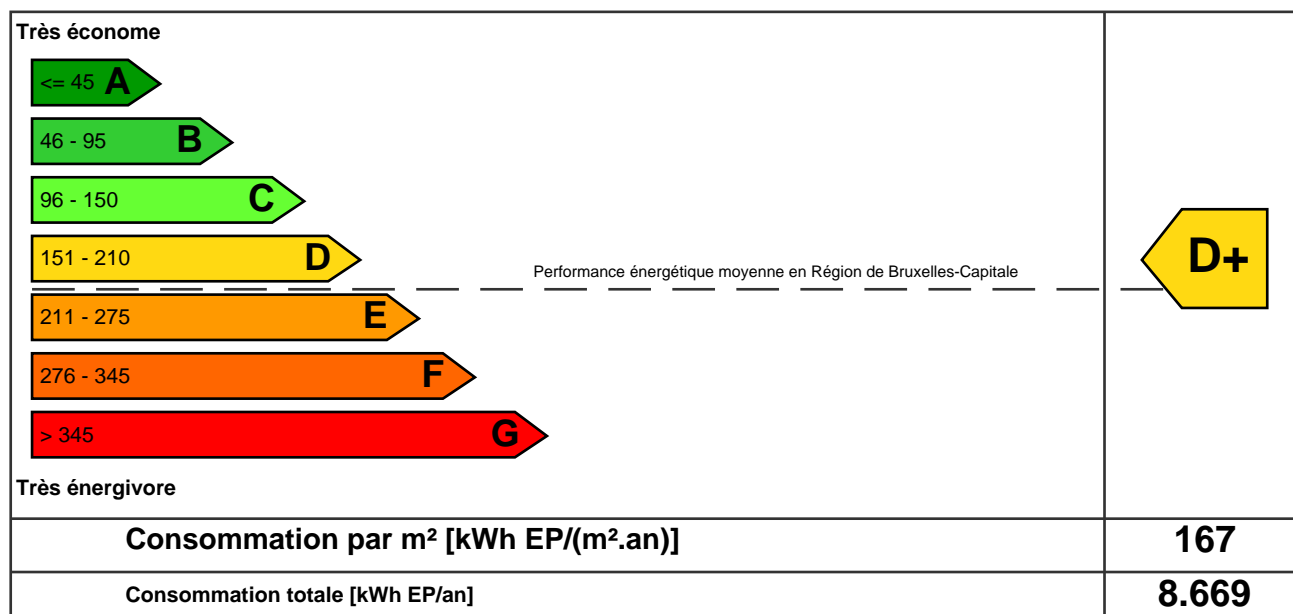 Très économe
<= 45 A
46 - 95 B
96 - 150 C
151 - 210 D
Performance énergétique moyenne en Région de Bruxelles-Capitale
D+
211 - 275 E
276 - 345 F
> 345 G
Très énergivore
Consommation par m² [kWh EP/(m².an)] 167
Consommation totale [kWh EP/an] 8.669